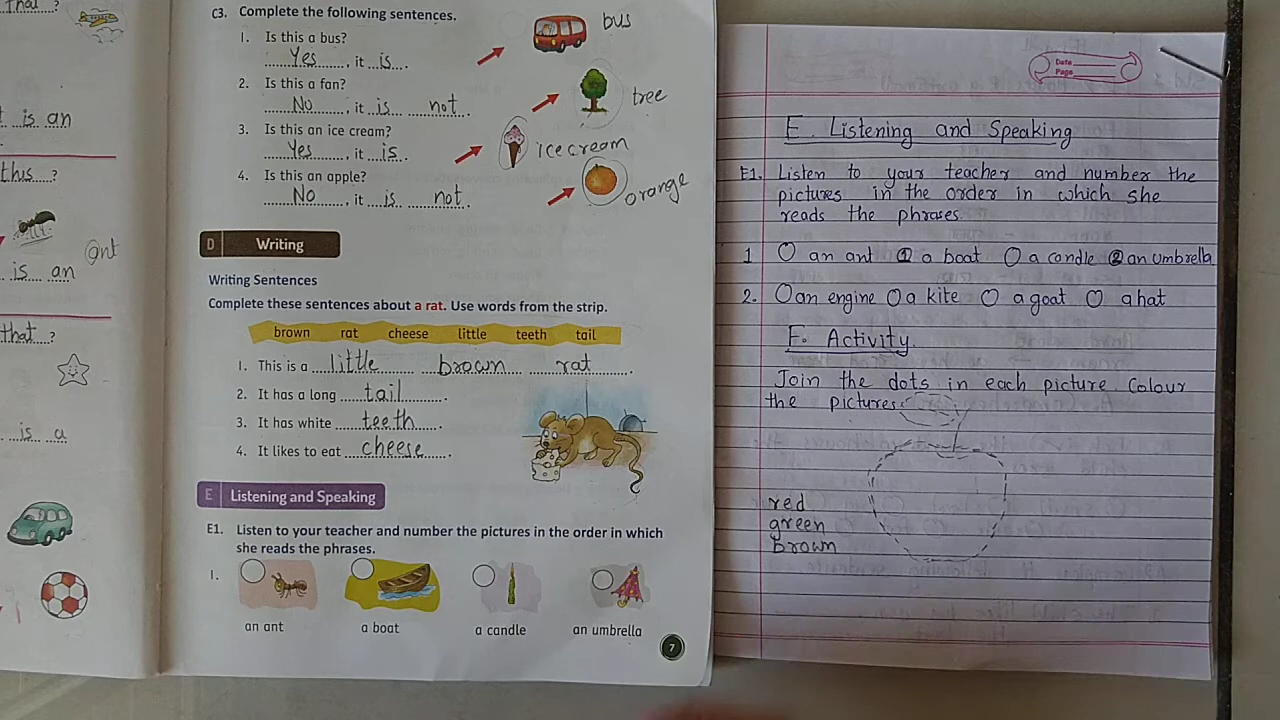 that ?
is an
this ?
ant
is an
that ?
is a
C3. Complete the following sentences.
1. Is this a bus?
Yes, it is.
bus
2. Is this a fan?
No, it is not.
tree
3. Is this an ice cream?
Yes, it is.
icecream
4. Is this an apple?
No, it is not.
orange
D Writing
Writing Sentences
Complete these sentences about a rat. Use words from the strip.
brown rat cheese little teeth tail
1. This is a little brown rat.
2. It has a long tail.
3. It has white teeth.
4. It likes to eat cheese.
E Listening and Speaking
E1. Listen to your teacher and number the pictures in the order in which
she reads the phrases.
1.
an ant a boat a candle an umbrella
7
Date
Page
E. Listening and Speaking
E1. Listen to your teacher and number the
pictures in the order in which she
reads the phrases
1 an ant 1 a boat a candle 2 an umbrella
2. an engine a kite a goat a hat
F. Activity.
Join the dots in each picture Colour
the pictures.
red
green
brown